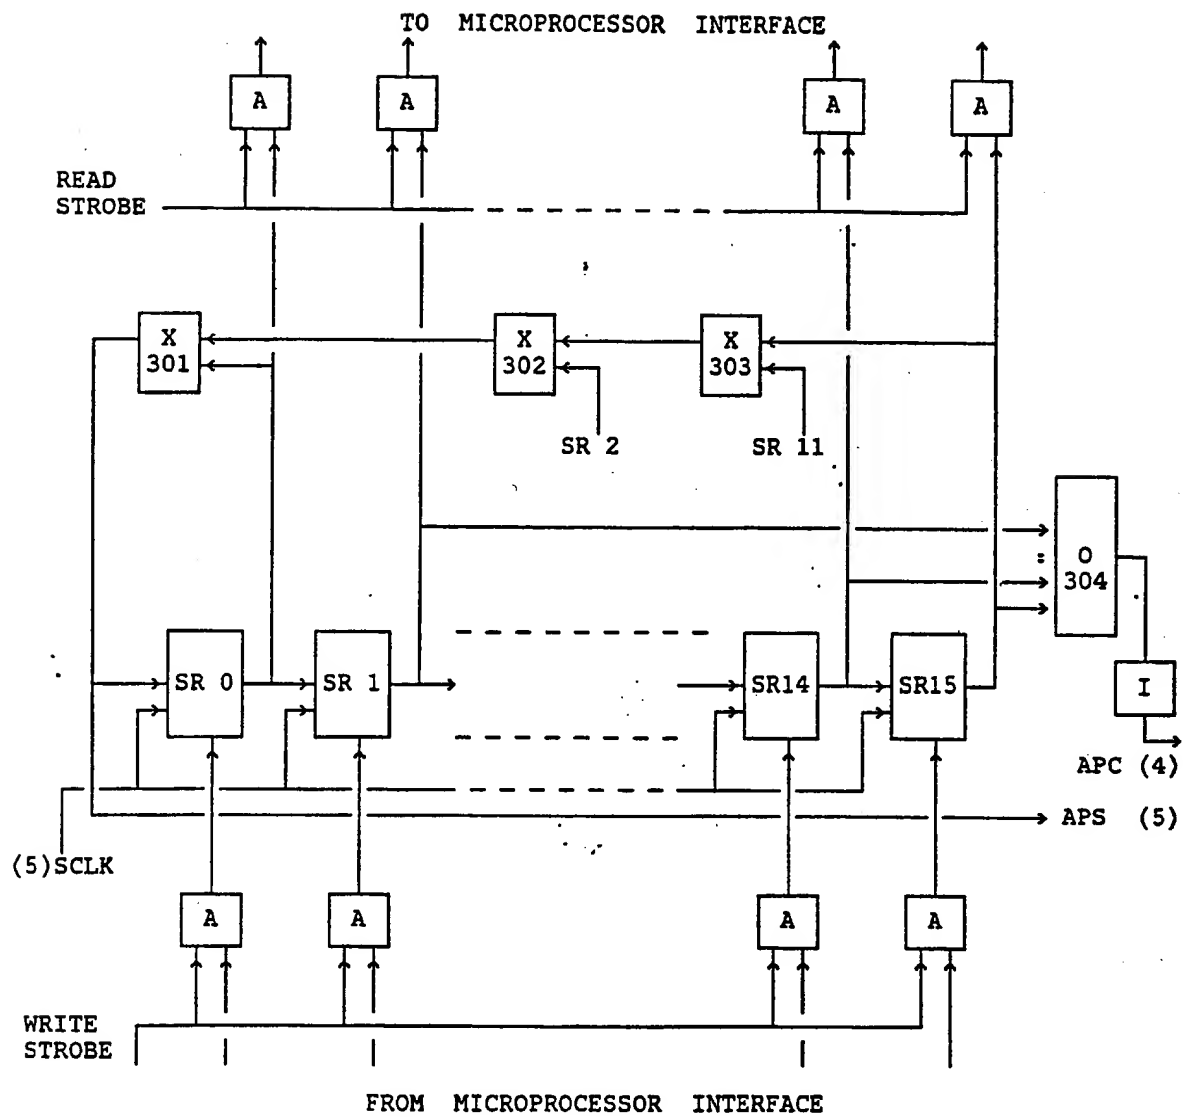 TO MICROPROCESSOR INTERFACE
A
A
A
A
READ
STROBE
X
301
X
302
X
303
SR 2
SR 11
O
304
SR 0
SR 1
SR14
SR15
I
APC (4)
APS (5)
(5)SCLK
A
A
A
A
WRITE
STROBE
FROM MICROPROCESSOR INTERFACE